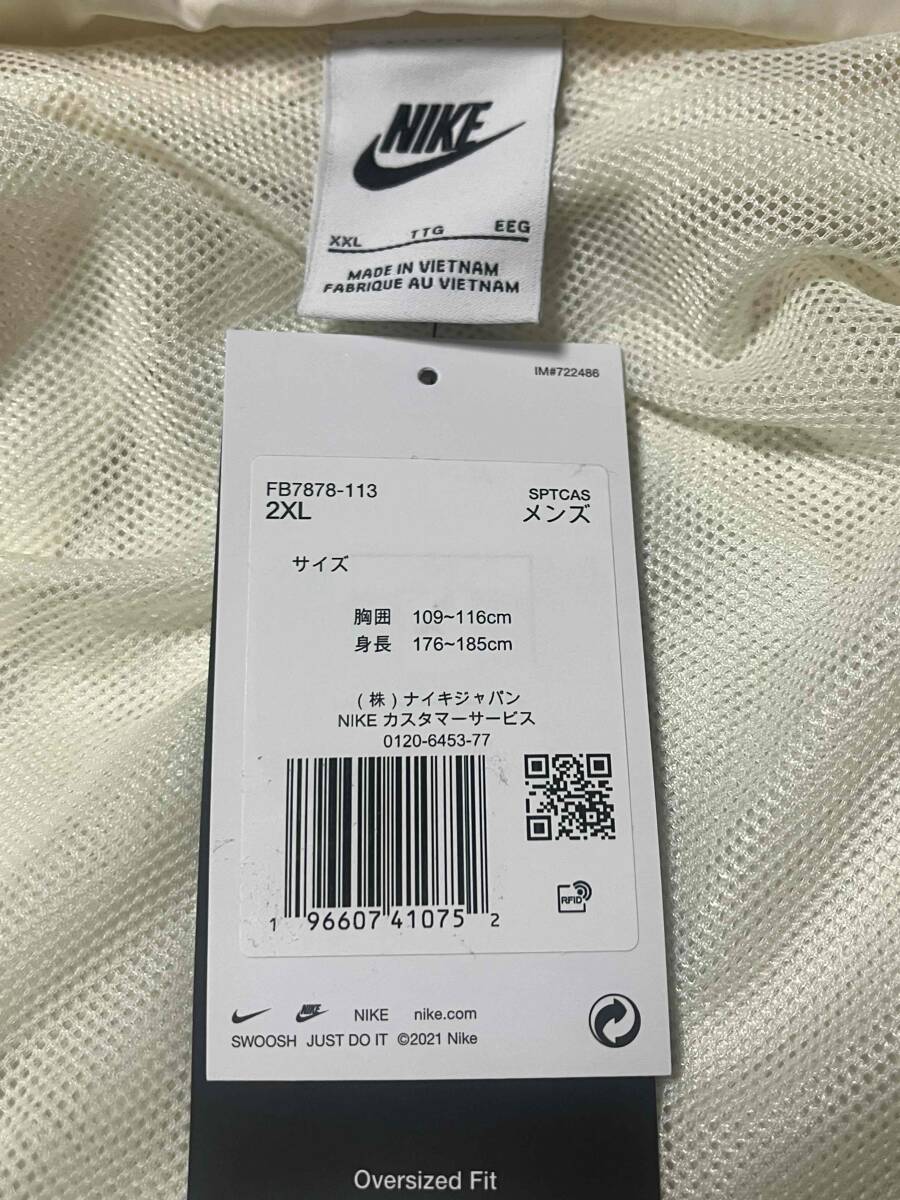 NIKE
XXL TTG EEG
MADE IN VIETNAM
FABRIQUE AU VIETNAM
IM#722486
FB7878-113 SPTCAS
2XL メンズ
サイズ
胸囲 109~116cm
身長 176~185cm
(株)ナイキジャパン
NIKE カスタマーサービス
0120-6453-77
RFID
1 96607 41075 2
NIKE NIKE nike.com
SWOOSH JUST DO IT ©2021 Nike
Oversized Fit